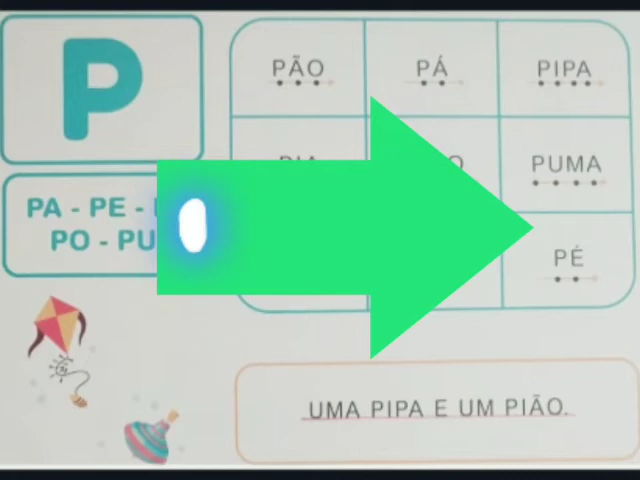 P
PÃO PÁ PIPA
PUMA
PA - PE -
PO - PU
PÉ
UMA PIPA E UM PIÃO.